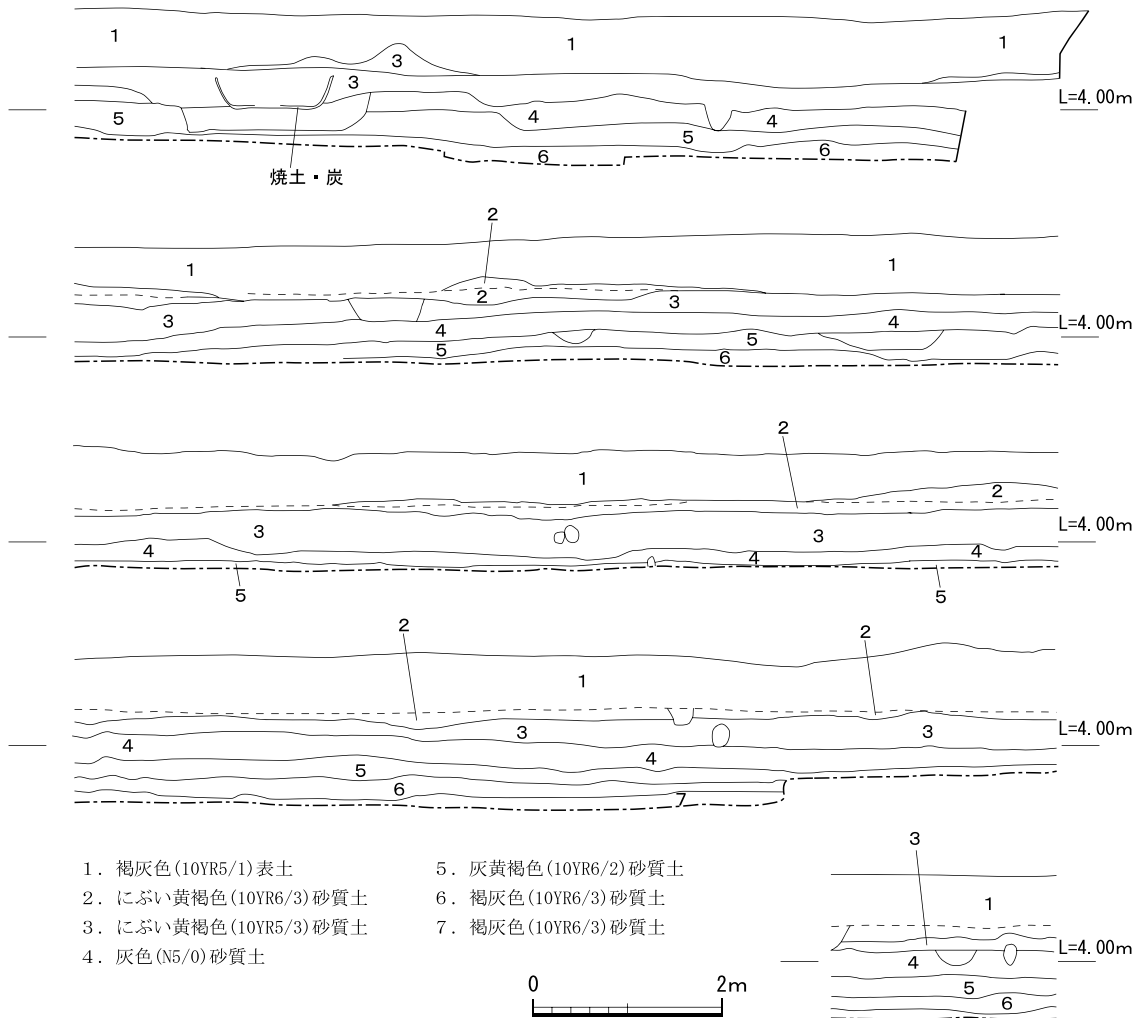 1 1 1
3
3
L=4.00m
5 4 4
5
6 6
焼土・炭
2
1 1
2 3
3 L=4.00m
4 4
5 5
6
2
1
2
3 3 L=4.00m
4 4 4
5 5
2 2
1
3 3 L=4.00m
4 4
5
6 7
1．褐灰色(10YR5/1)表土
2．にぶい黄褐色(10YR6/3)砂質土
3．にぶい黄褐色(10YR5/3)砂質土
4．灰色(N5/0)砂質土
5．灰黄褐色(10YR6/2)砂質土
6．褐灰色(10YR6/3)砂質土
7．褐灰色(10YR6/3)砂質土
0 2m
3
1
L=4.00m
4
5
6